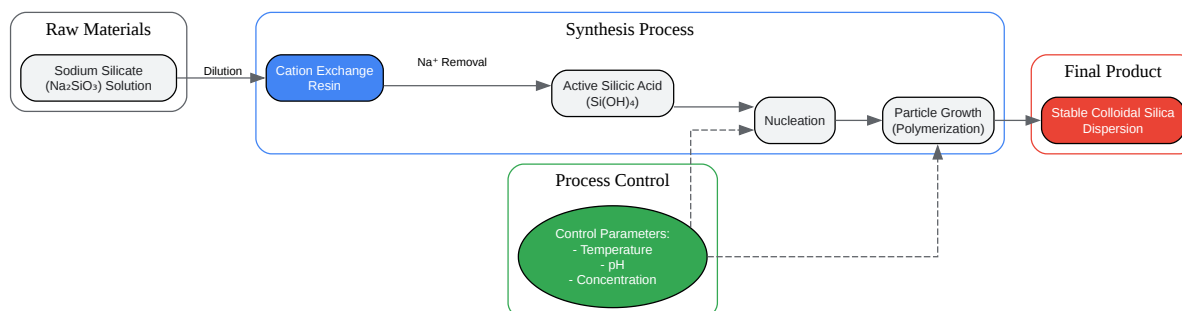 Raw Materials
Sodium Silicate
(Na₂SiO₃) Solution
Dilution
Synthesis Process
Cation Exchange
Resin
Na⁺ Removal
Active Silicic Acid
(Si(OH)₄)
Nucleation
Particle Growth
(Polymerization)
Final Product
Stable Colloidal Silica
Dispersion
Process Control
Control Parameters:
- Temperature
- pH
- Concentration